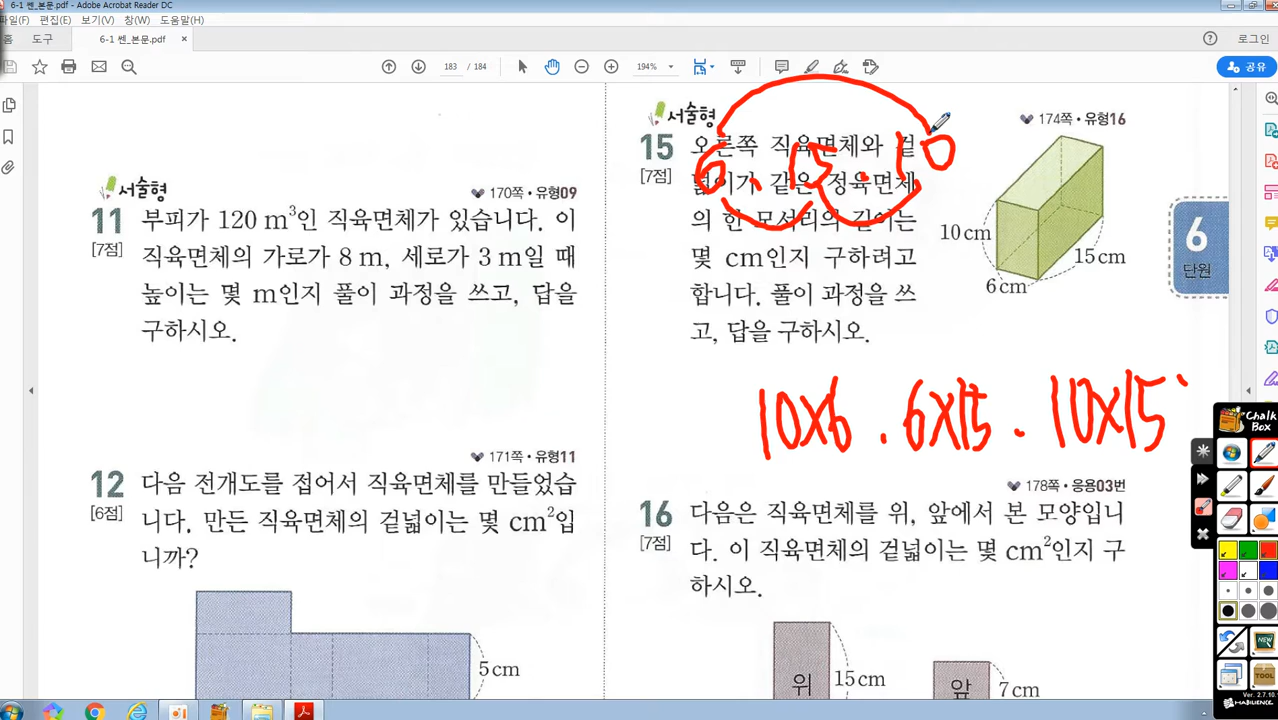 6-1 쎈_본문.pdf - Adobe Acrobat Reader DC
파일(F) 편집(E) 보기(V) 창(W) 도움말(H)
홈 도구 6-1 쎈_본문.pdf × 로그인
183 / 184 194% 공유
서술형 170쪽 • 유형09
11 부피가 120 m³인 직육면체가 있습니다. 이
[7점] 직육면체의 가로가 8 m, 세로가 3 m일 때
높이는 몇 m인지 풀이 과정을 쓰고, 답을
구하시오.
171쪽 • 유형11
12 다음 전개도를 접어서 직육면체를 만들었습
[6점] 니다. 만든 직육면체의 겉넓이는 몇 cm²입
니까?
5 cm
서술형 174쪽 • 유형16
15 오른쪽 직육면체와 겉
[7점] 넓이가 같은 정육면체
의 한 모서리의 길이는
몇 cm인지 구하려고
합니다. 풀이 과정을 쓰
고, 답을 구하시오.
6 . 15 . 10
10 cm
15 cm
6 cm
10×6 . 6×15 . 10×15
178쪽 • 응용03번
16 다음은 직육면체를 위, 앞에서 본 모양입니
[7점] 다. 이 직육면체의 겉넓이는 몇 cm²인지 구
하시오.
위 15 cm 앞 7 cm
6
단원
Chalk
Box
NEW
TOOL
Ver. 2.7.10.
HABILIENCE